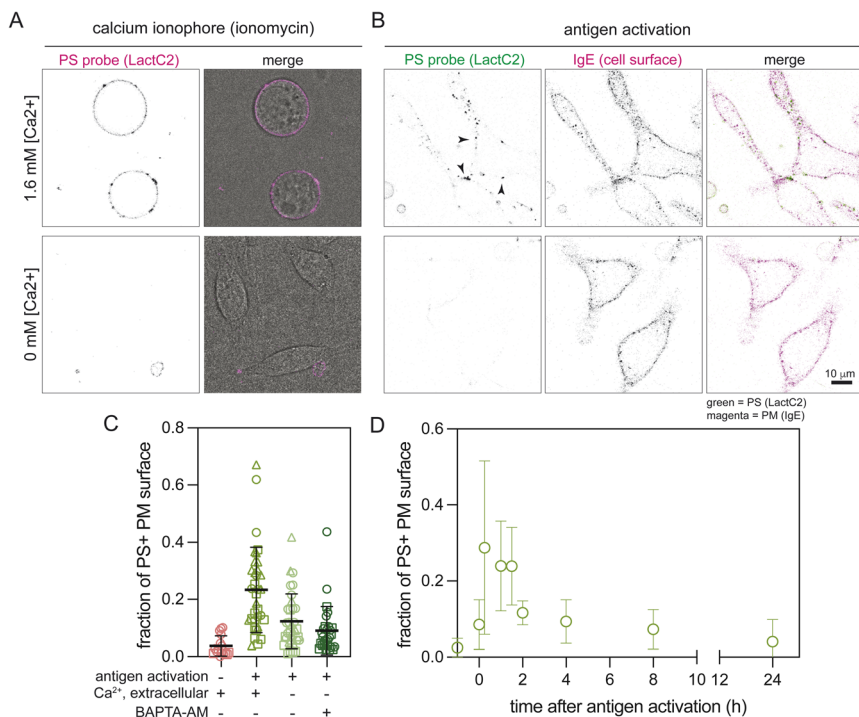 A
calcium ionophore (ionomycin)
PS probe (LactC2)
merge
1.6 mM [Ca2+]
0 mM [Ca2+]
B
antigen activation
PS probe (LactC2)
IgE (cell surface)
merge
10 μm
green = PS (LactC2)
magenta = PM (IgE)
C
fraction of PS+ PM surface
0.8
0.6
0.4
0.2
0.0
antigen activation - + + +
Ca²⁺, extracellular + + - -
BAPTA-AM - - - +
D
fraction of PS+ PM surface
0.6
0.4
0.2
0.0
0 2 4 6 8 10 12 24
time after antigen activation (h)